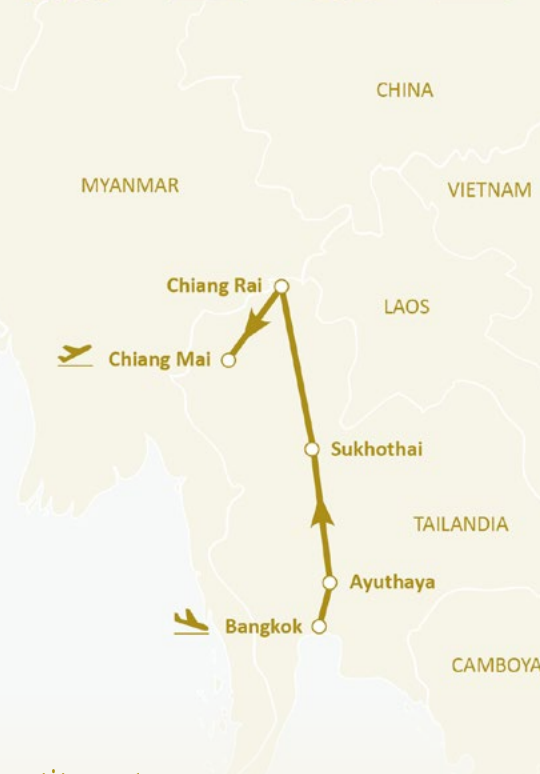 CHINA
MYANMAR
VIETNAM
Chiang Rai
LAOS
Chiang Mai
Sukhothai
TAILANDIA
Ayuthaya
Bangkok
CAMBOYA